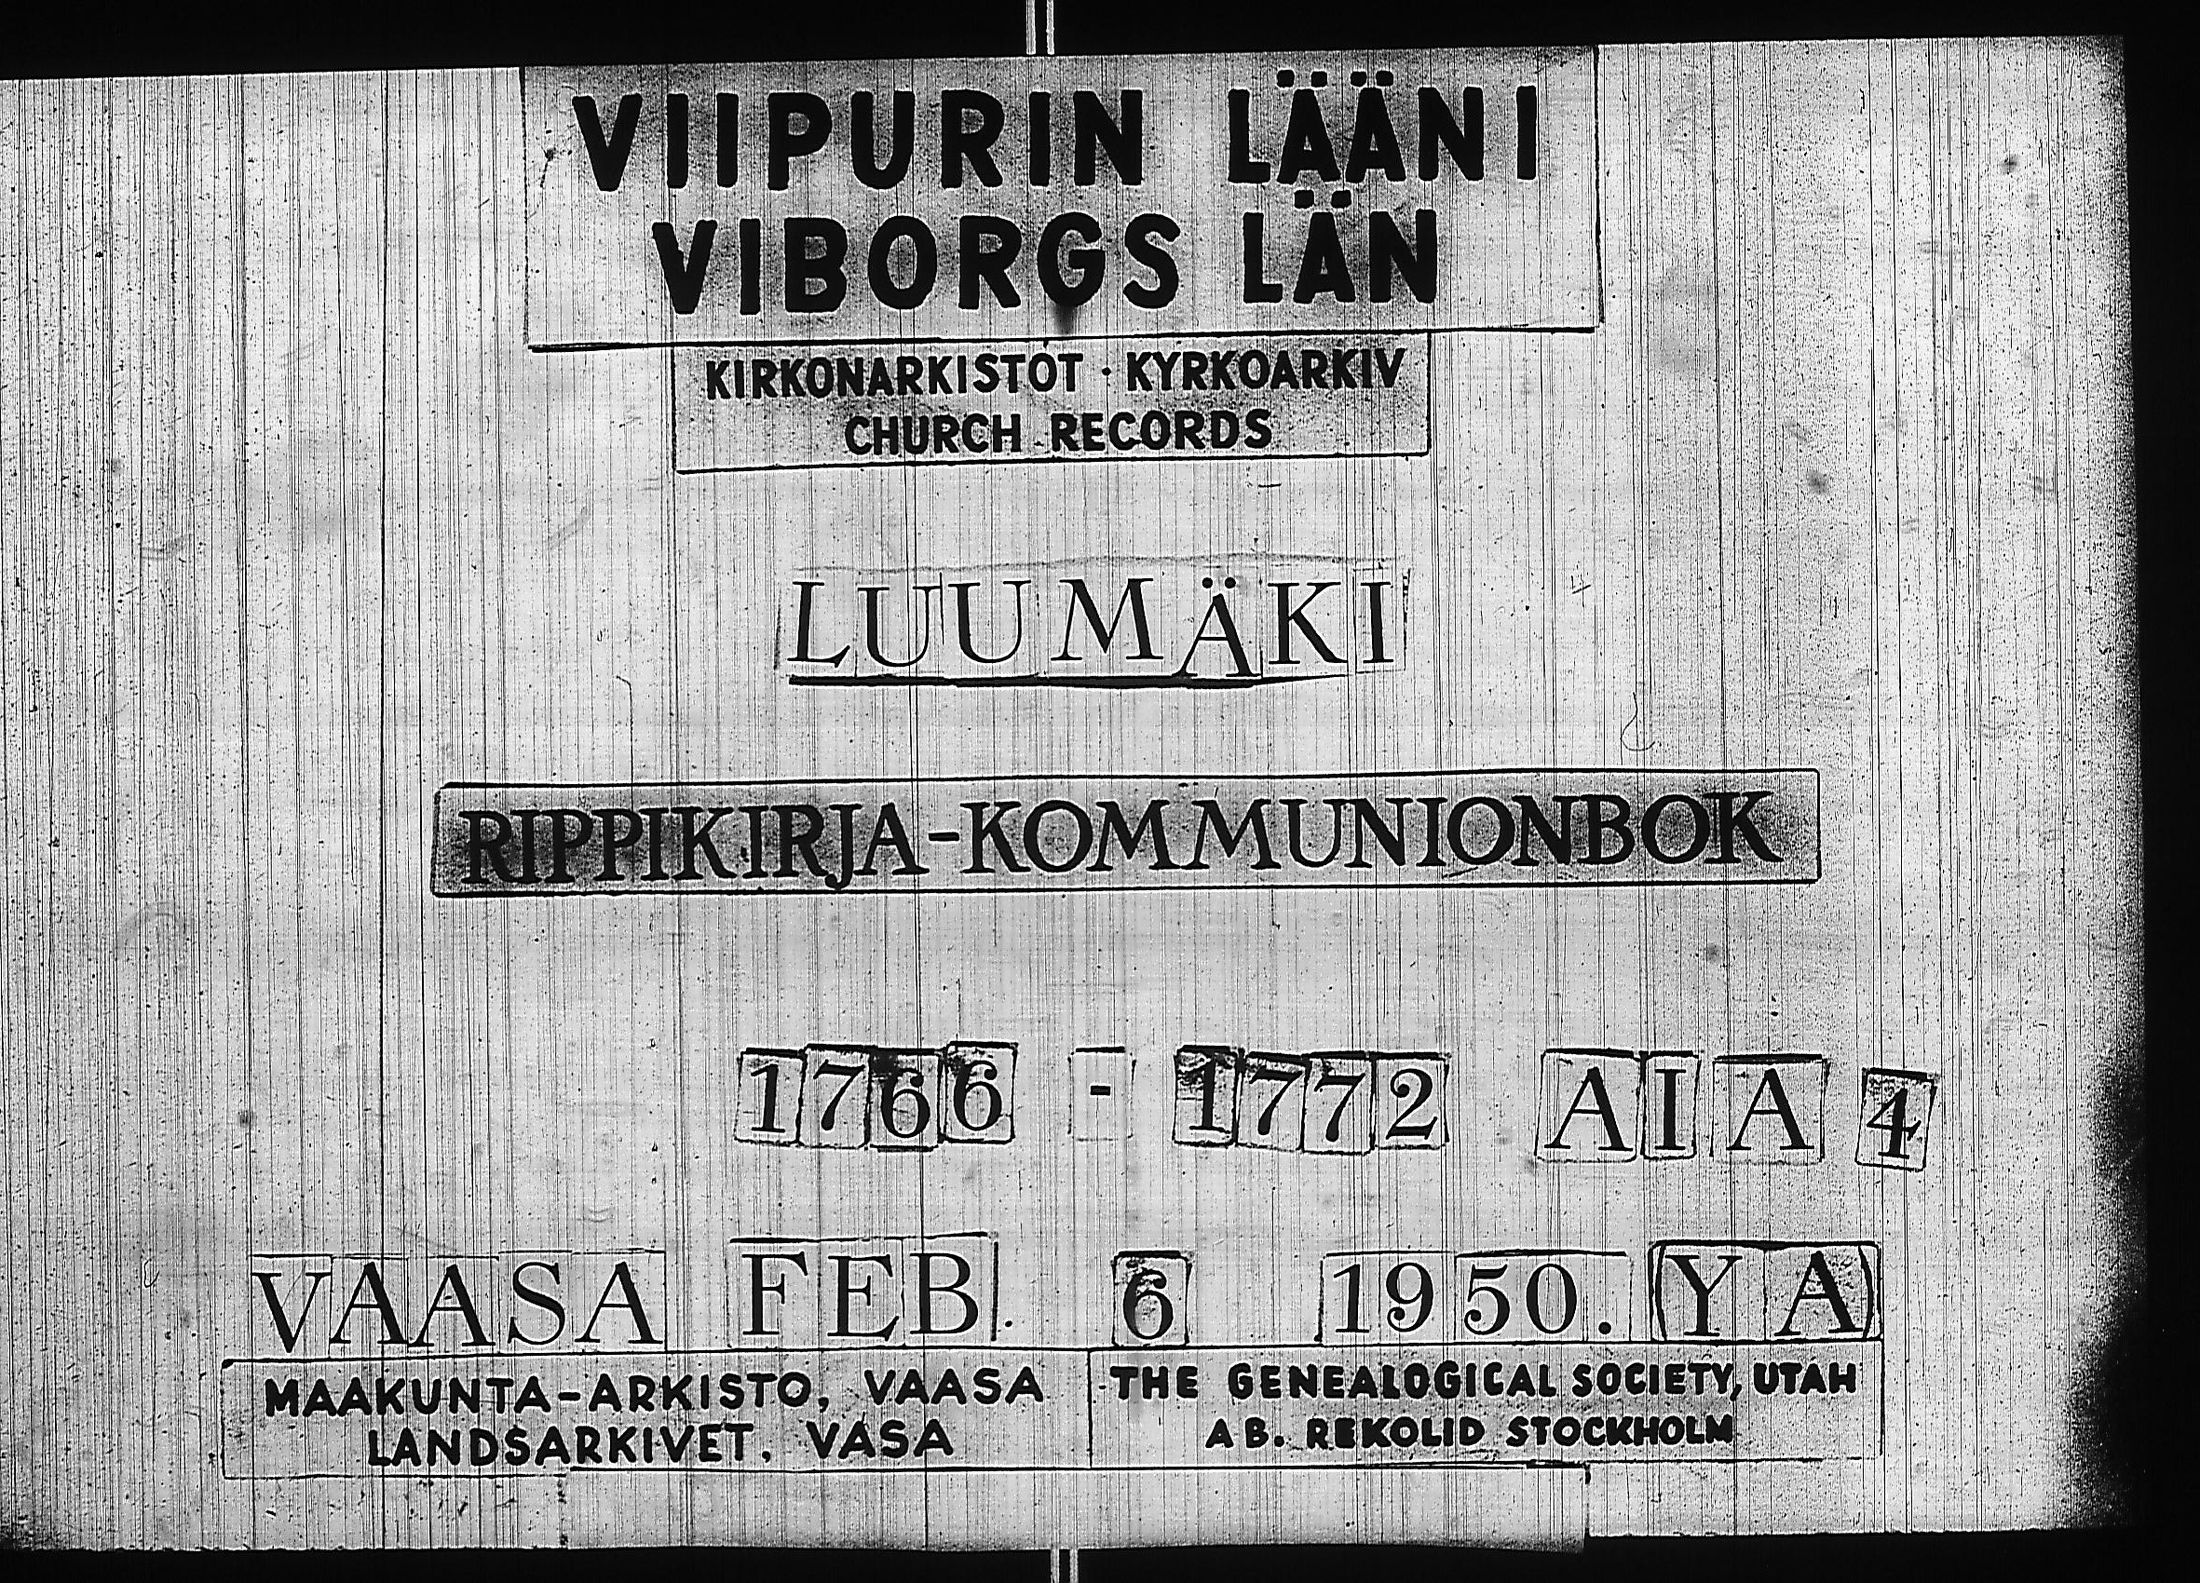 VIIPURIN LÄÄNI
VIBORGS LÄN
KIRKONARKISTOT · KYRKOARKIV
CHURCH RECORDS
LUUMÄKI
RIPPIKIRJA-KOMMUNIONBOK
1766 - 1772 AIA 4
VAASA FEB. 6 1950. (YA)
MAAKUNTA-ARKISTO, VAASA
LANDSARKIVET, VASA
THE GENEALOGICAL SOCIETY, UTAH
AB. REKOLID STOCKHOLM